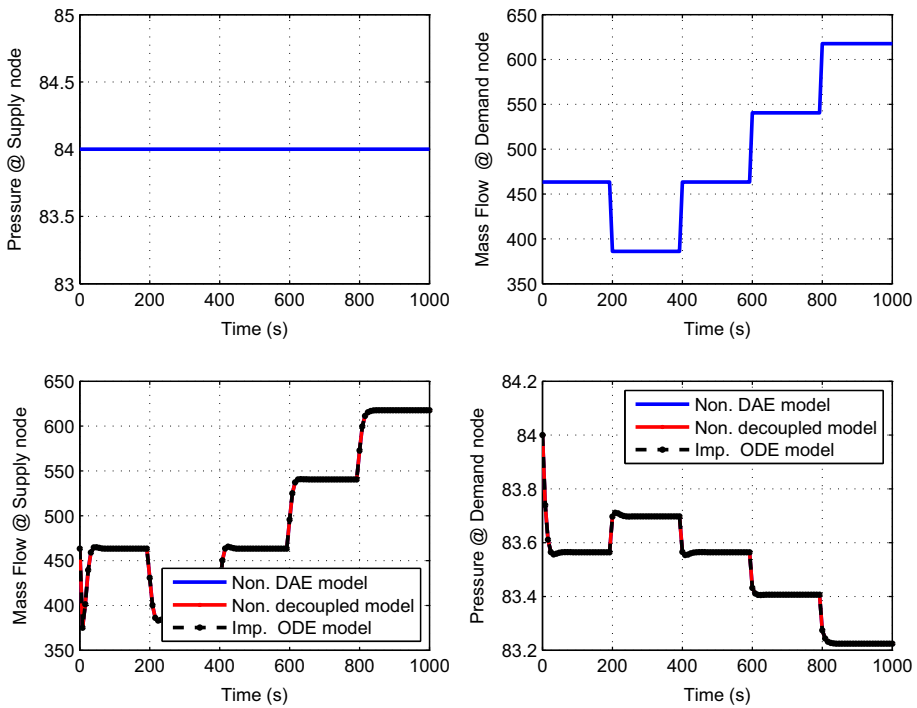 85
84.5
84
83.5
83
Pressure @ Supply node
0 200 400 600 800 1000
Time (s)
650
600
550
500
450
400
350
Mass Flow @ Demand node
0 200 400 600 800 1000
Time (s)
650
600
550
500
450
400
350
Mass Flow @ Supply node
Non. DAE model
Non. decoupled model
Imp. ODE model
0 200 400 600 800 1000
Time (s)
84.2
84
83.8
83.6
83.4
83.2
Pressure @ Demand node
Non. DAE model
Non. decoupled model
Imp. ODE model
0 200 400 600 800 1000
Time (s)